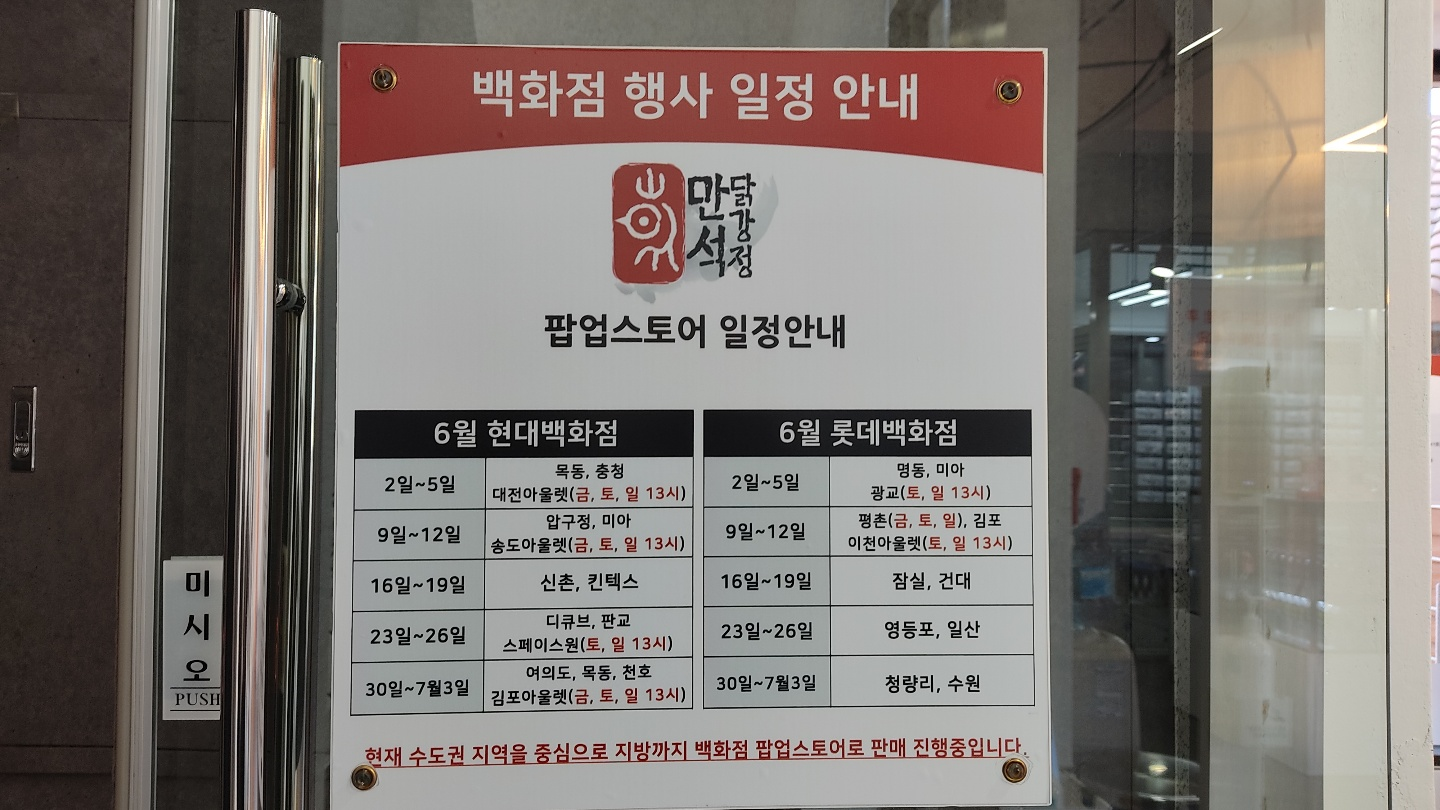 백화점 행사 일정 안내
만석
닭강정
팝업스토어 일정안내
6월 현대백화점
2일~5일
목동, 충청
대전아울렛(금, 토, 일 13시)
9일~12일
압구정, 미아
송도아울렛(금, 토, 일 13시)
16일~19일
신촌, 킨텍스
23일~26일
디큐브, 판교
스페이스원(토, 일 13시)
30일~7월3일
여의도, 목동, 천호
김포아울렛(금, 토, 일 13시)
6월 롯데백화점
2일~5일
명동, 미아
광교(토, 일 13시)
9일~12일
평촌(금, 토, 일), 김포
이천아울렛(토, 일 13시)
16일~19일
잠실, 건대
23일~26일
영등포, 일산
30일~7월3일
청량리, 수원
현재 수도권 지역을 중심으로 지방까지 백화점 팝업스토어로 판매 진행중입니다.
미시오
PUSH